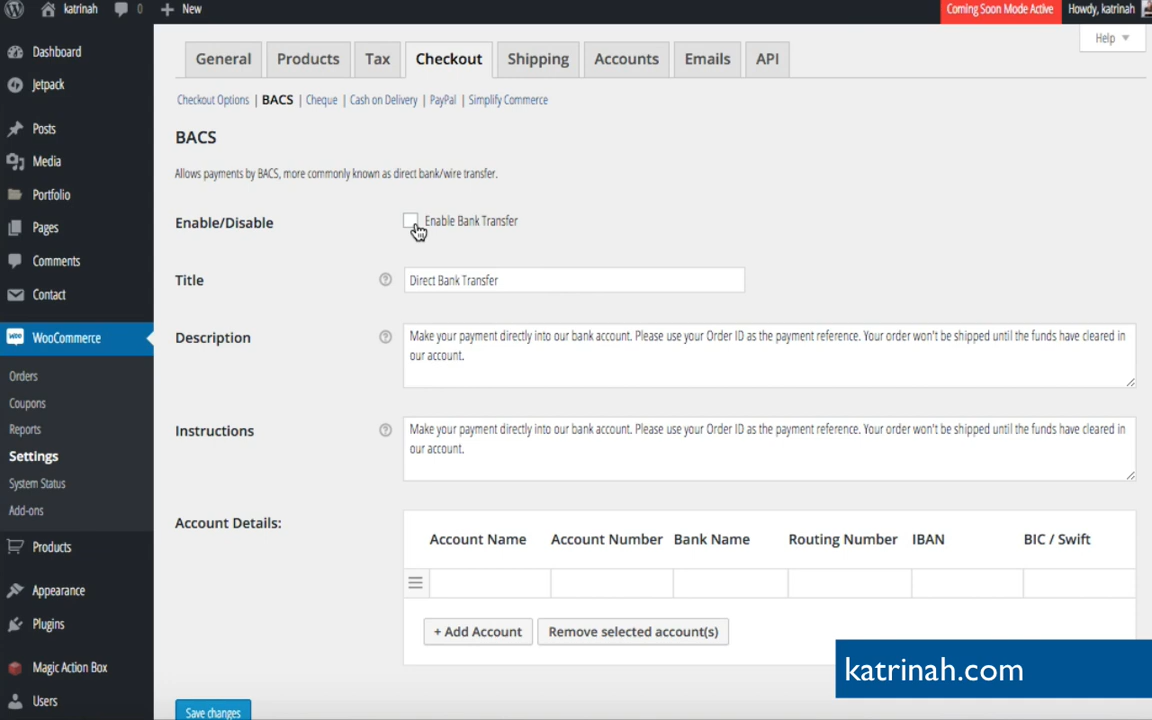 katrinah 0 New Coming Soon Mode Active Howdy, katrinah
Help
Dashboard
Jetpack
Posts
Media
Portfolio
Pages
Comments
Contact
WooCommerce
Orders
Coupons
Reports
Settings
System Status
Add-ons
Products
Appearance
Plugins
Magic Action Box
Users
General Products Tax Checkout Shipping Accounts Emails API
Checkout Options | BACS | Cheque | Cash on Delivery | PayPal | Simplify Commerce
BACS
Allows payments by BACS, more commonly known as direct bank/wire transfer.
Enable/Disable Enable Bank Transfer
Title ? Direct Bank Transfer
Description ? Make your payment directly into our bank account. Please use your Order ID as the payment reference. Your order won't be shipped until the funds have cleared in
our account.
Instructions ? Make your payment directly into our bank account. Please use your Order ID as the payment reference. Your order won't be shipped until the funds have cleared in
our account.
Account Details:
Account Name Account Number Bank Name Routing Number IBAN BIC / Swift
+ Add Account Remove selected account(s)
katrinah.com
Save changes